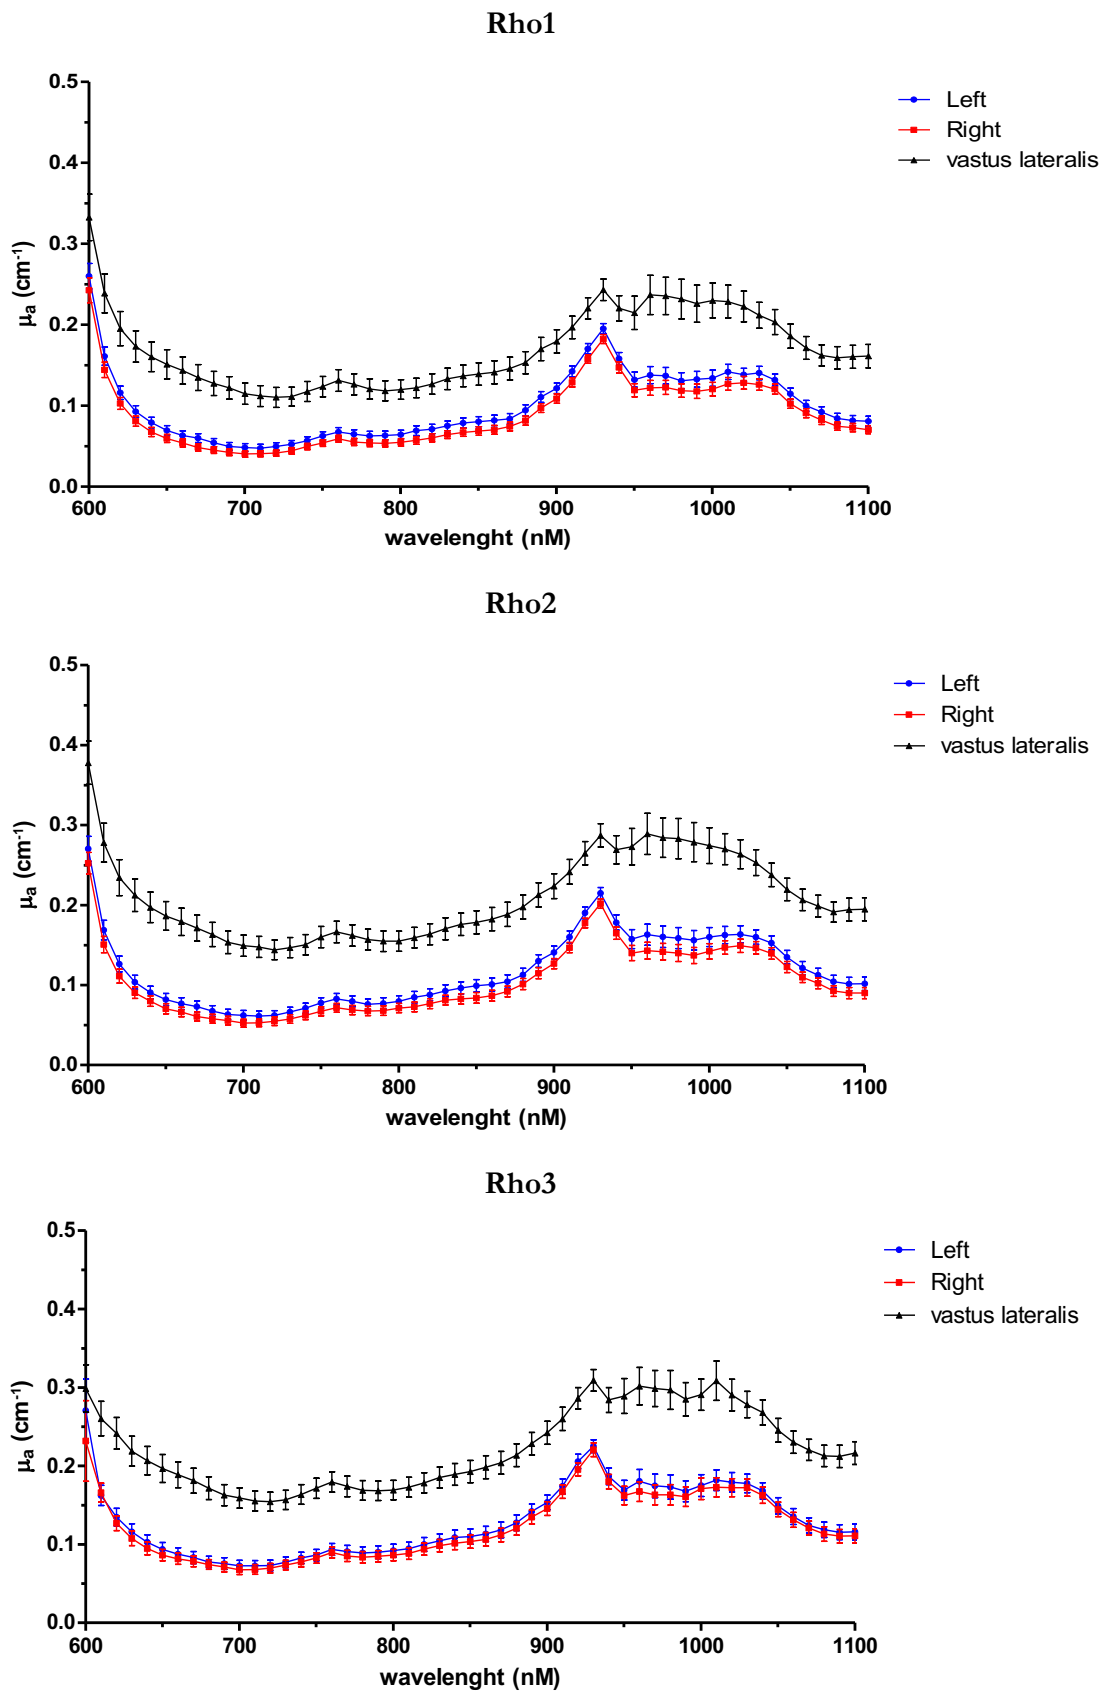 Rho1
0.5
0.4
0.3
0.2
0.1
0.0
μa (cm-1)
600
700
800
900
1000
1100
wavelenght (nM)
Left
Right
vastus lateralis
Rho2
0.5
0.4
0.3
0.2
0.1
0.0
μa (cm-1)
600
700
800
900
1000
1100
wavelenght (nM)
Left
Right
vastus lateralis
Rho3
0.5
0.4
0.3
0.2
0.1
0.0
μa (cm-1)
600
700
800
900
1000
1100
wavelenght (nM)
Left
Right
vastus lateralis